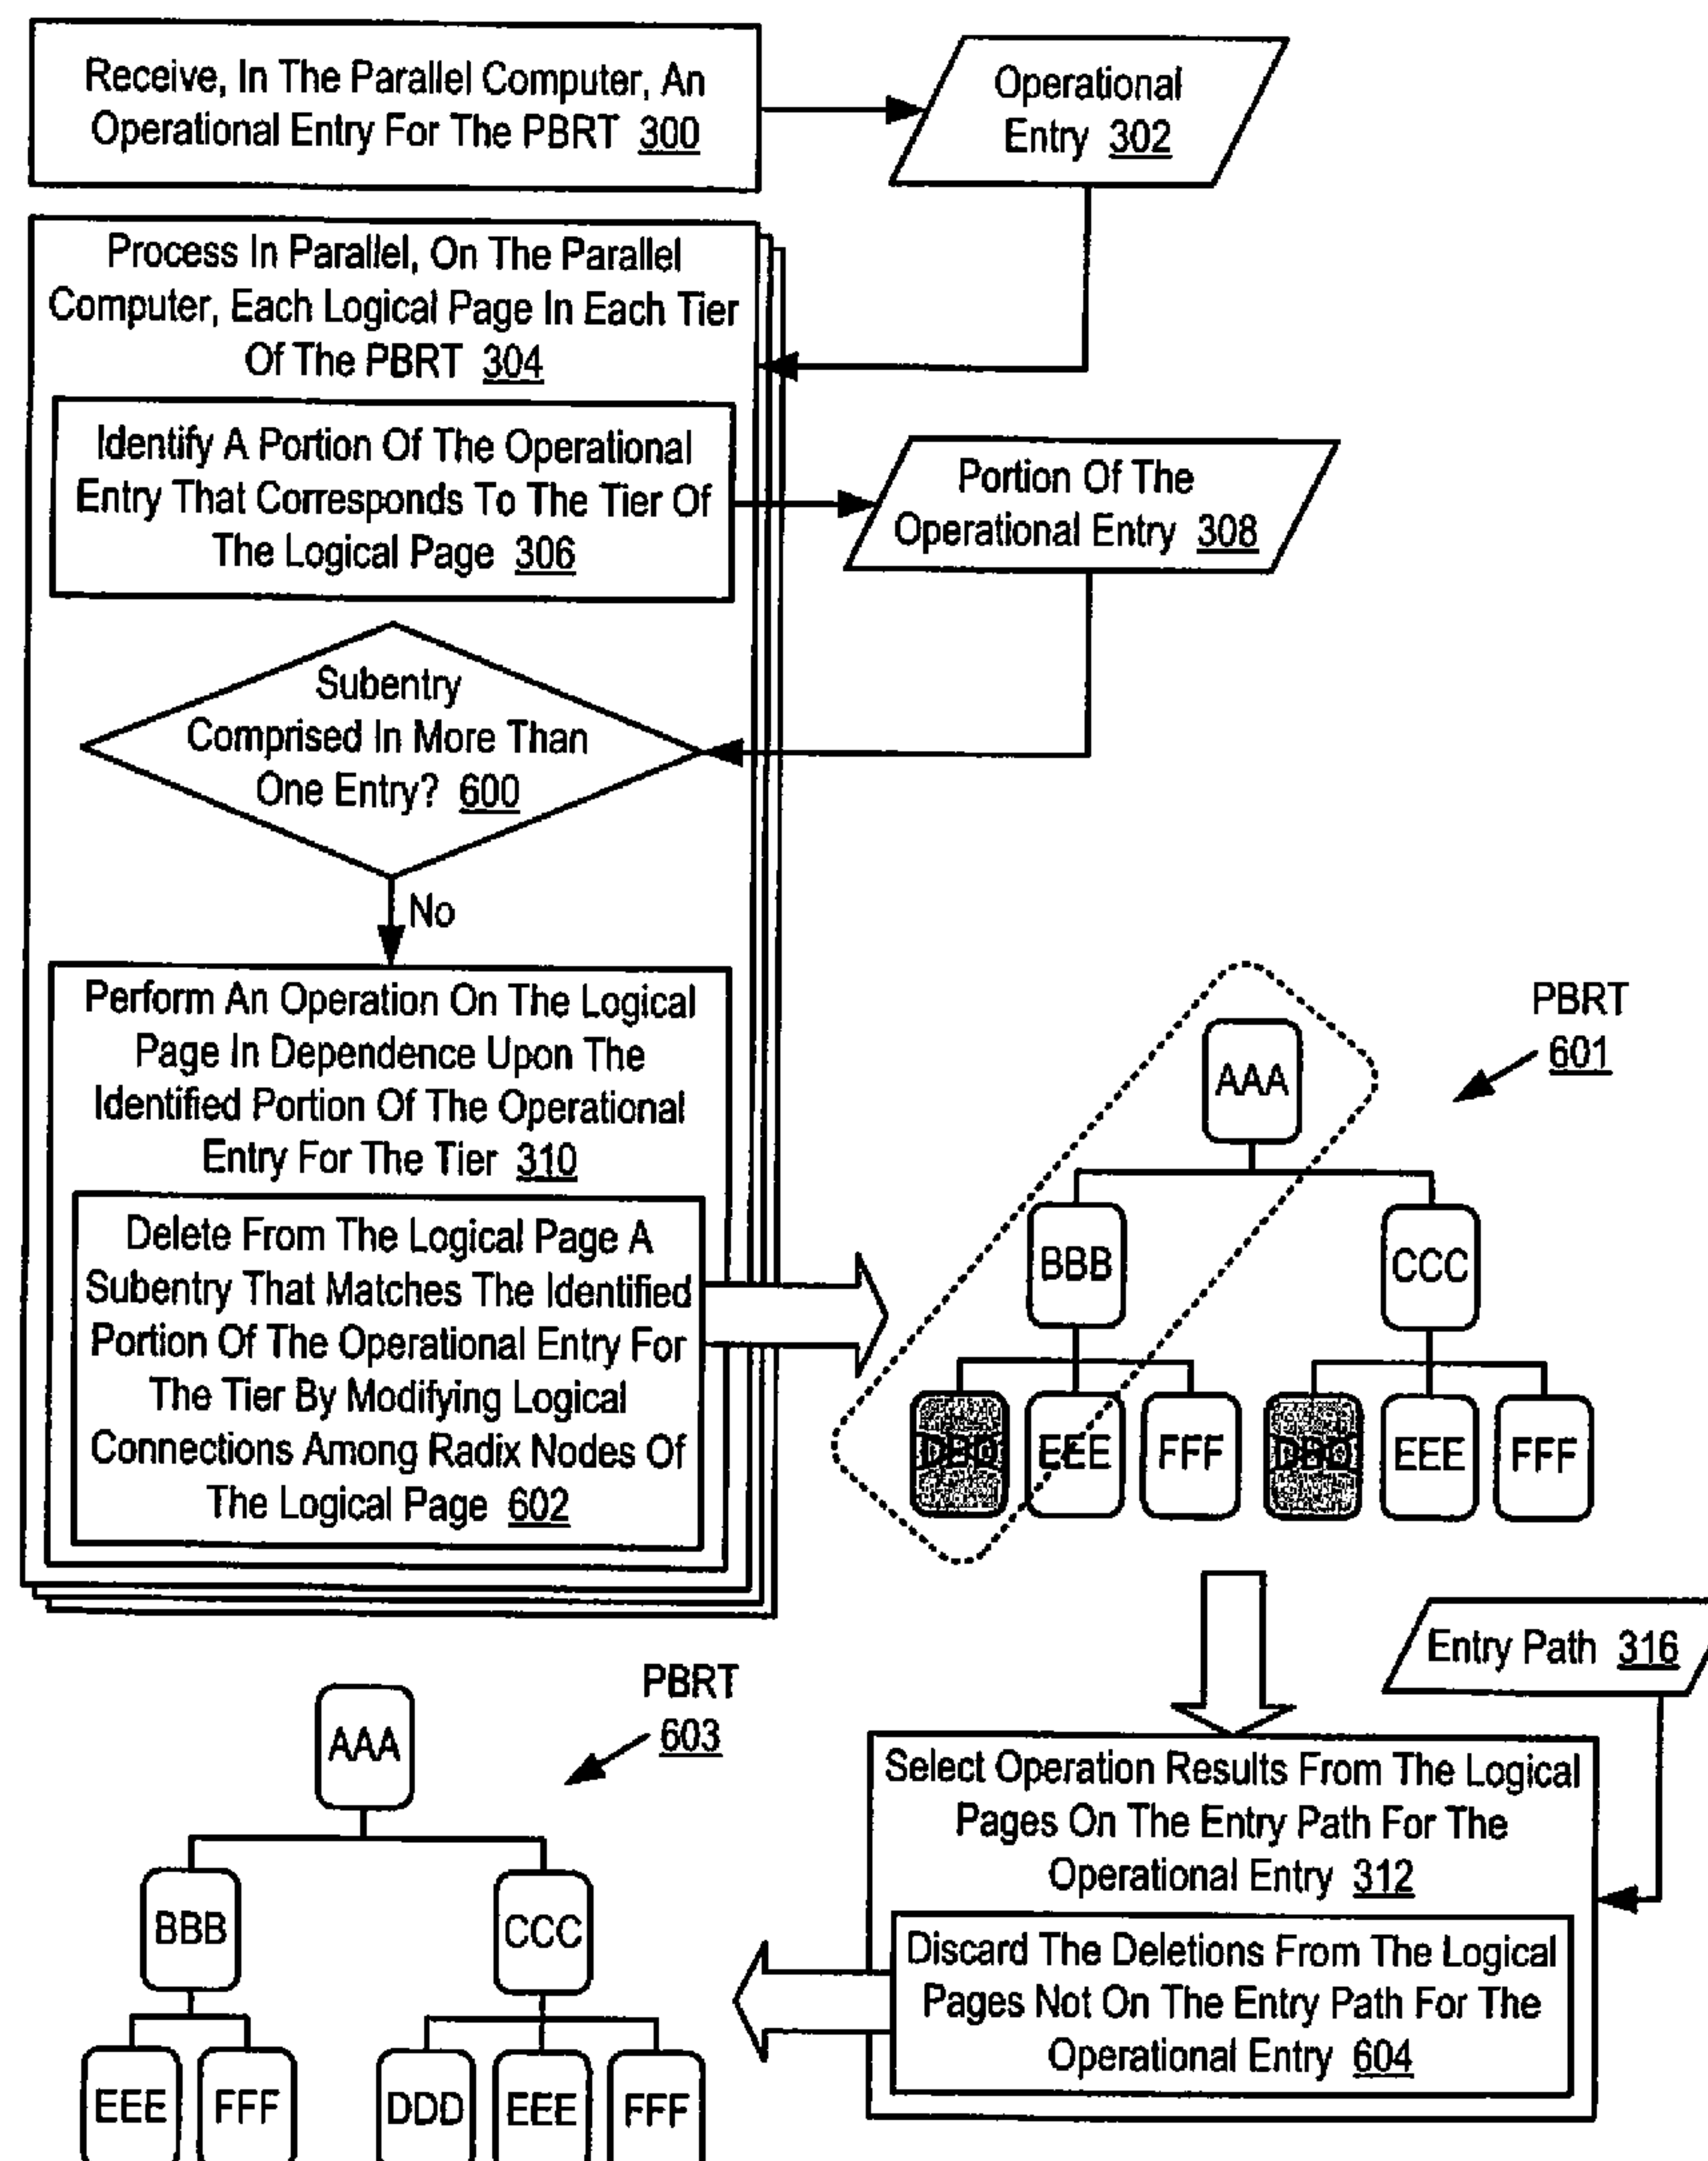 Receive, In The Parallel Computer, An
Operational Entry For The PBRT 300
Operational
Entry 302
Process In Parallel, On The Parallel
Computer, Each Logical Page In Each Tier
Of The PBRT 304
Identify A Portion Of The Operational
Entry That Corresponds To The Tier Of
The Logical Page 306
Portion Of The
Operational Entry 308
Subentry
Comprised In More Than
One Entry? 600
No
Perform An Operation On The Logical
Page In Dependence Upon The
Identified Portion Of The Operational
Entry For The Tier 310
Delete From The Logical Page A
Subentry That Matches The Identified
Portion Of The Operational Entry For
The Tier By Modifying Logical
Connections Among Radix Nodes Of
The Logical Page 602
PBRT
601
AAA
BBB
CCC
EEE
FFF
EEE
FFF
Entry Path 316
Select Operation Results From The Logical
Pages On The Entry Path For The
Operational Entry 312
Discard The Deletions From The Logical
Pages Not On The Entry Path For The
Operational Entry 604
PBRT
603
AAA
BBB
CCC
EEE
FFF
DDD
EEE
FFF